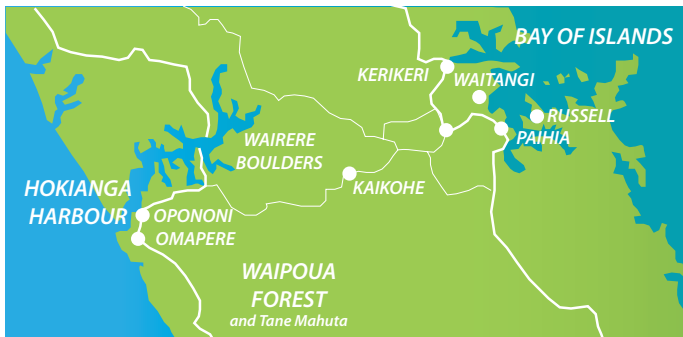 BAY OF ISLANDS
KERIKERI
WAITANGI
RUSSELL
PAIHIA
WAIRERE
BOULDERS
KAIKOHE
HOKIANGA
HARBOUR
OPONONI
OMAPERE
WAIPOUA
FOREST
and Tane Mahuta